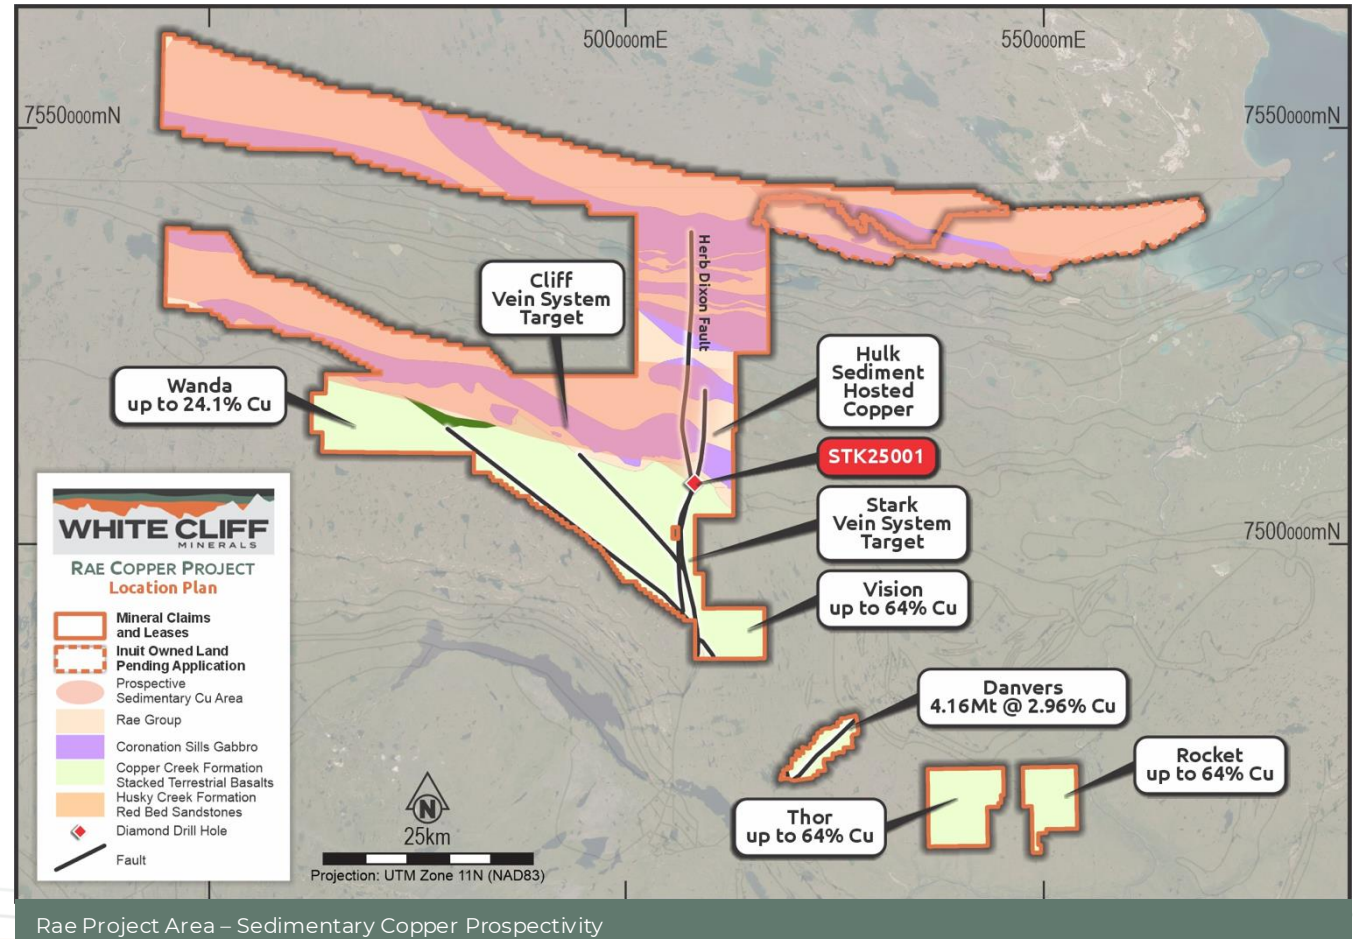 500000mE
550000mE
7550000mN
7550000mN
Herb Dixon Fault
Cliff
Vein System
Target
Hulk
Sediment
Hosted
Copper
Wanda
up to 24.1% Cu
STK25001
Stark
Vein System
Target
7500000mN
Vision
up to 64% Cu
Danvers
4.16Mt @ 2.96% Cu
Rocket
up to 64% Cu
Thor
up to 64% Cu
WHITE CLIFF
MINERALS
RAE COPPER PROJECT
Location Plan
Mineral Claims
and Leases
Inuit Owned Land
Pending Application
Prospective
Sedimentary Cu Area
Rae Group
Coronation Sills Gabbro
Copper Creek Formation
Stacked Terrestrial Basalts
Husky Creek Formation
Red Bed Sandstones
Diamond Drill Hole
Fault
N
25km
Projection: UTM Zone 11N (NAD83)
Rae Project Area – Sedimentary Copper Prospectivity